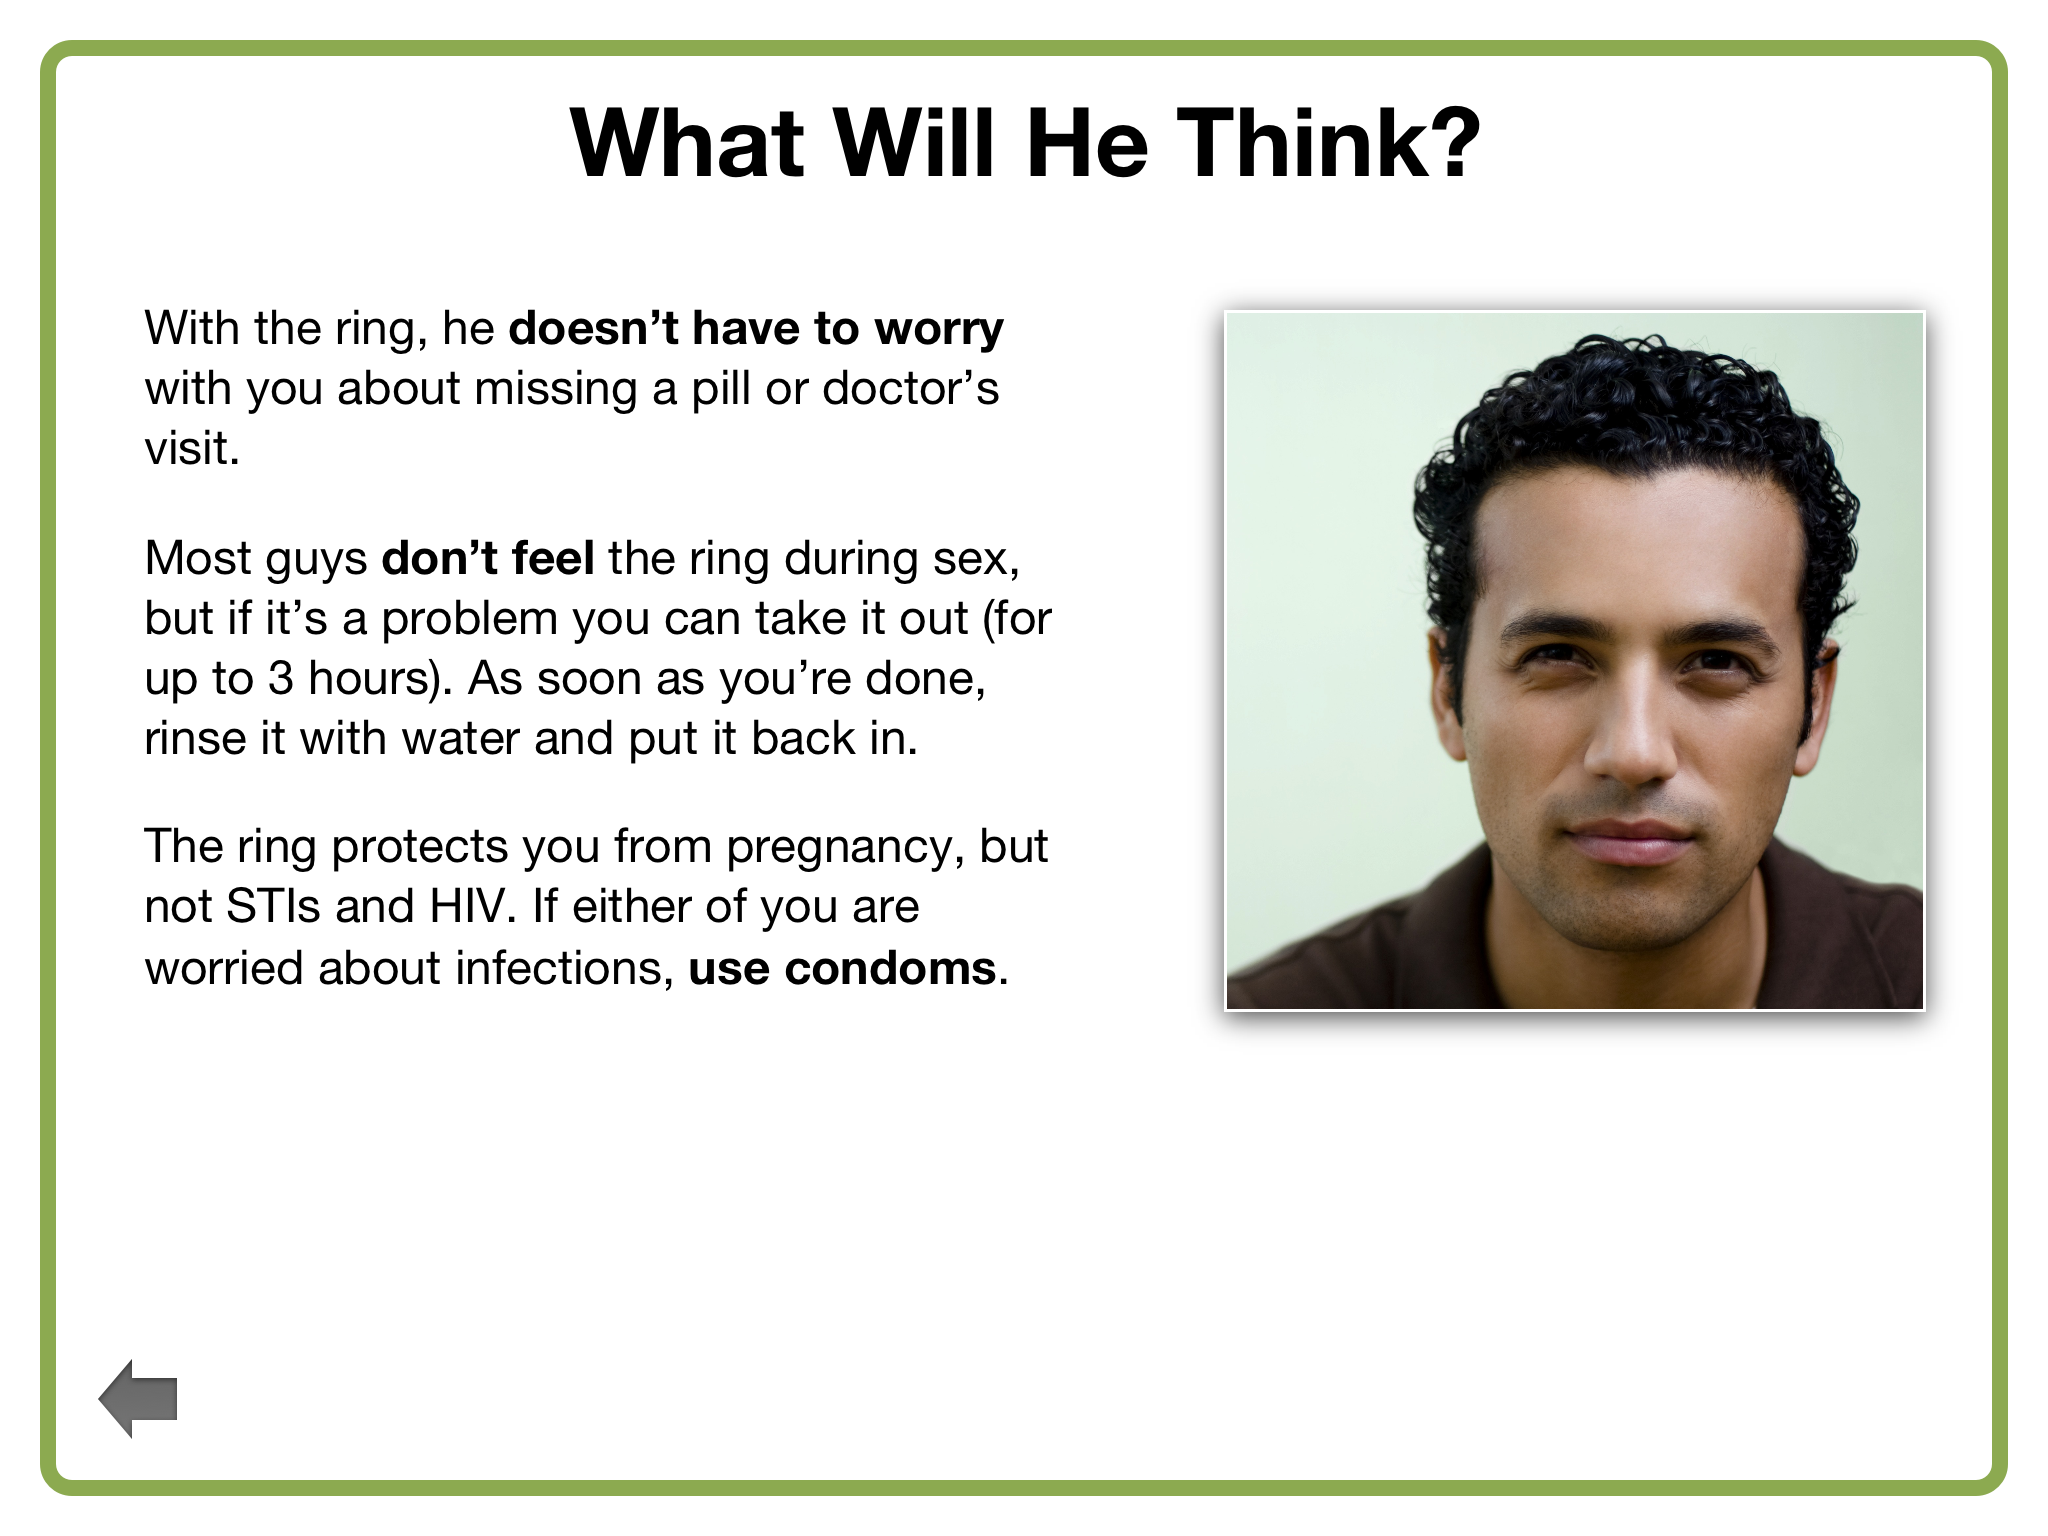 What Will He Think?
With the ring, he doesn’t have to worry
with you about missing a pill or doctor’s
visit.
Most guys don’t feel the ring during sex,
but if it’s a problem you can take it out (for
up to 3 hours). As soon as you’re done,
rinse it with water and put it back in.
The ring protects you from pregnancy, but
not STIs and HIV. If either of you are
worried about infections, use condoms.